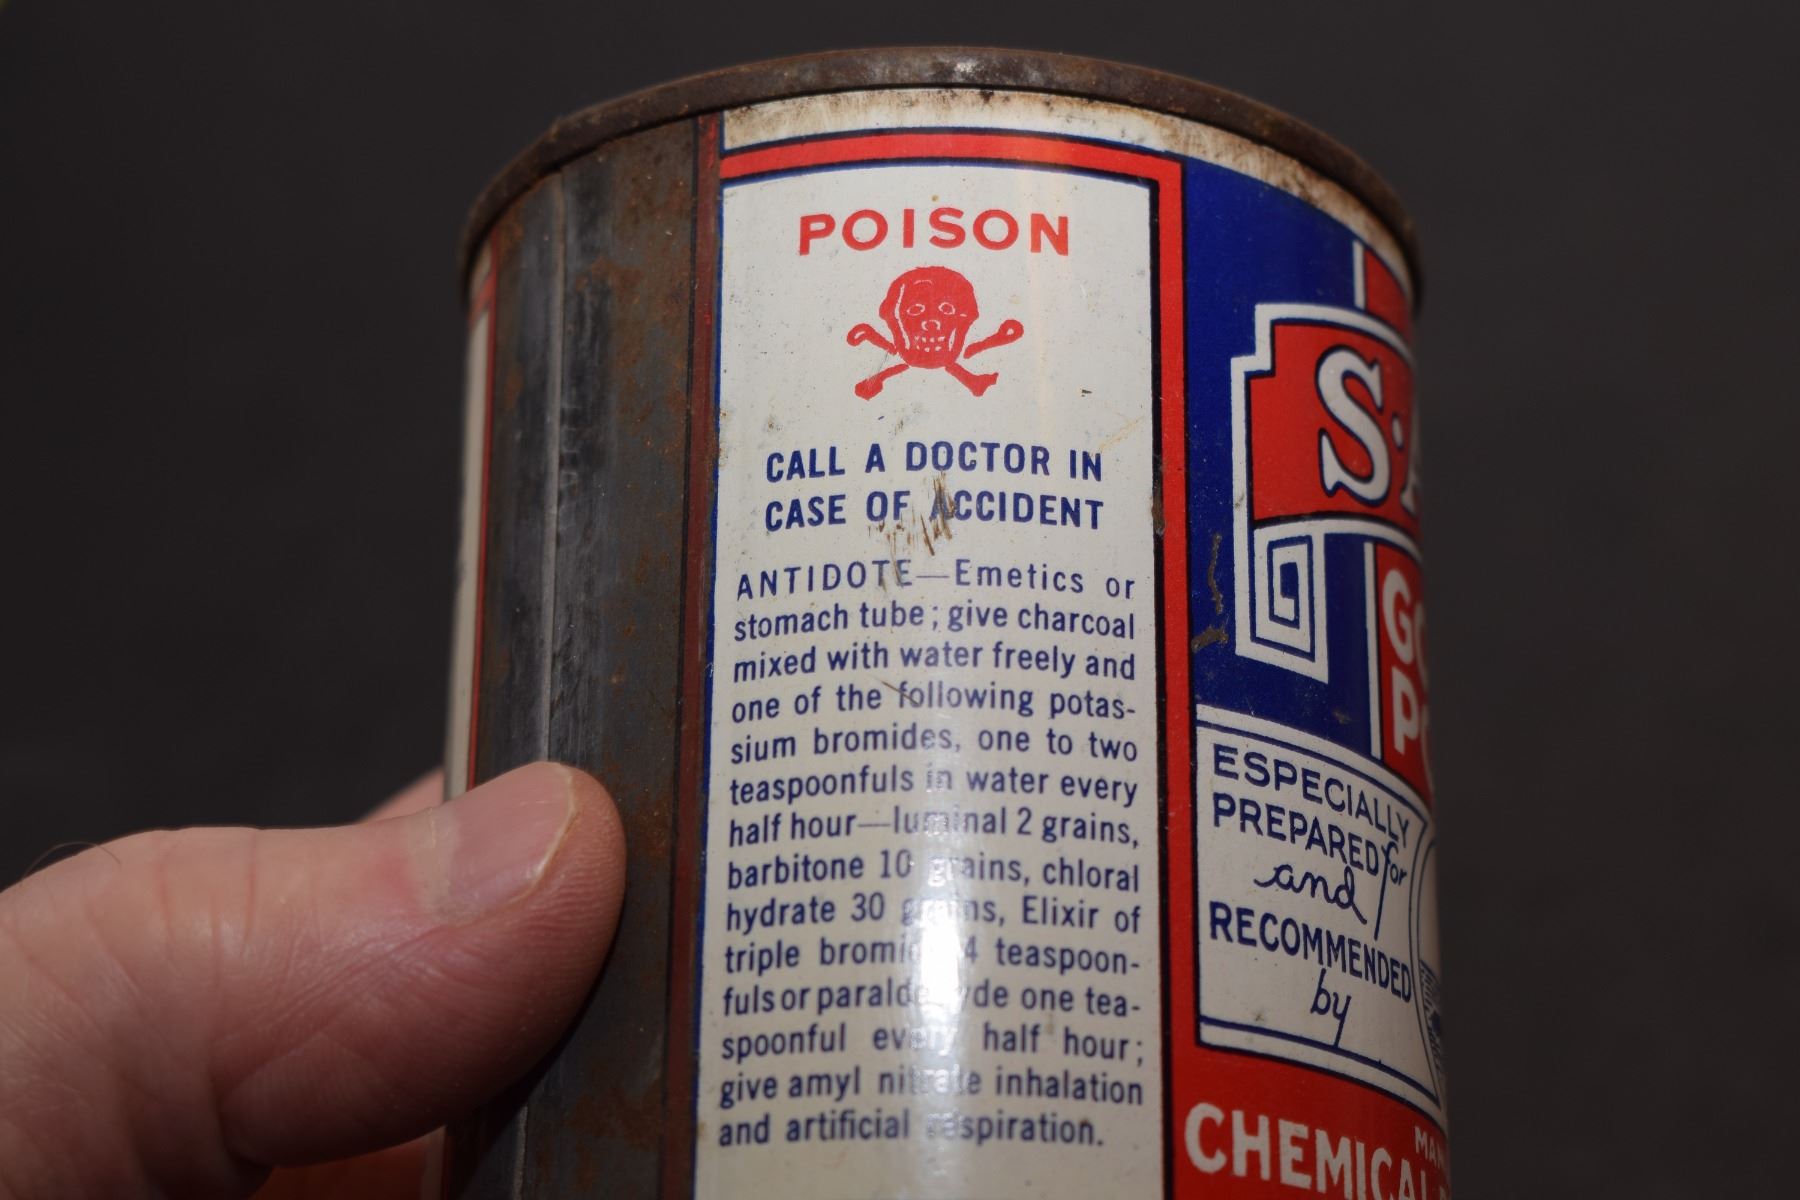 POISON
CALL A DOCTOR IN
CASE OF ACCIDENT
ANTIDOTE—Emetics or
stomach tube; give charcoal
mixed with water freely and
one of the following potas-
sium bromides, one to two
teaspoonfuls in water every
half hour—luminal 2 grains,
barbitone 10 grains, chloral
hydrate 30 grains, Elixir of
triple bromide 4 teaspoon-
fuls or paraldehyde one tea-
spoonful every half hour;
give amyl nitrate inhalation
and artificial respiration.
S.
ESPECIALLY
PREPARED for
and
RECOMMENDED
by
CHEMICAL